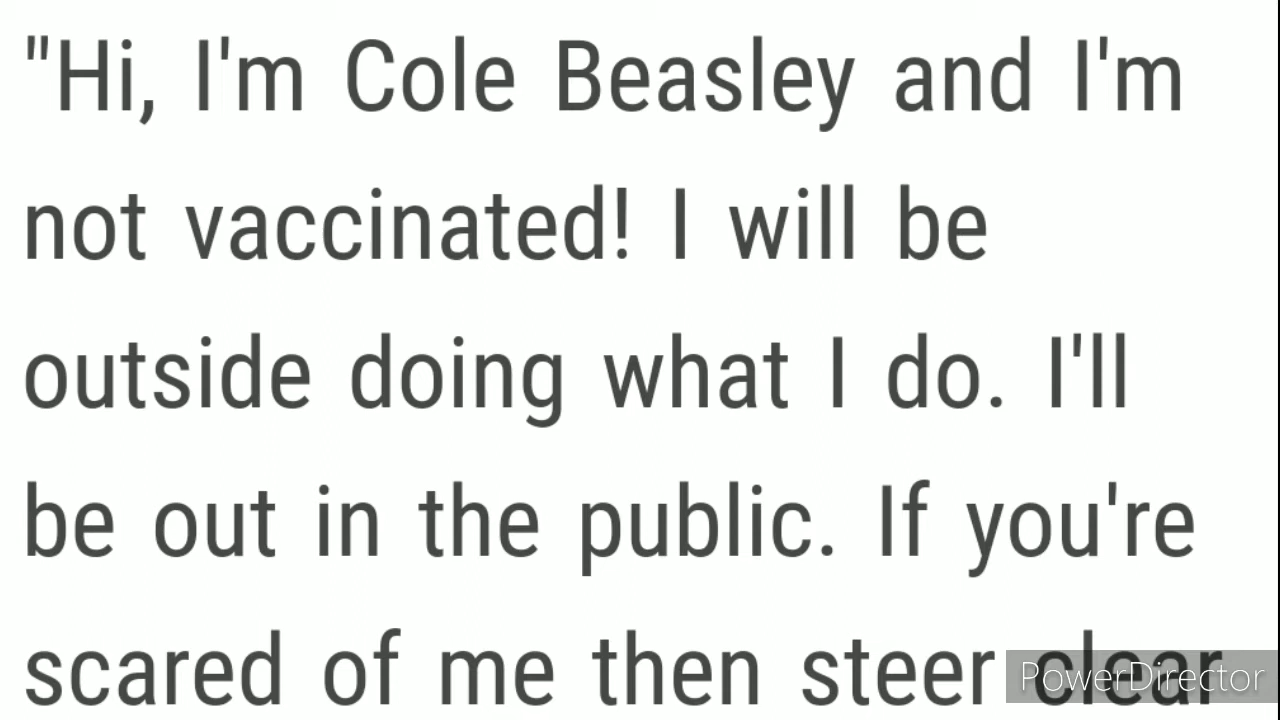 "Hi, I'm Cole Beasley and I'm
not vaccinated! I will be
outside doing what I do. I'll
be out in the public. If you're
scared of me then steer clear
PowerDirector